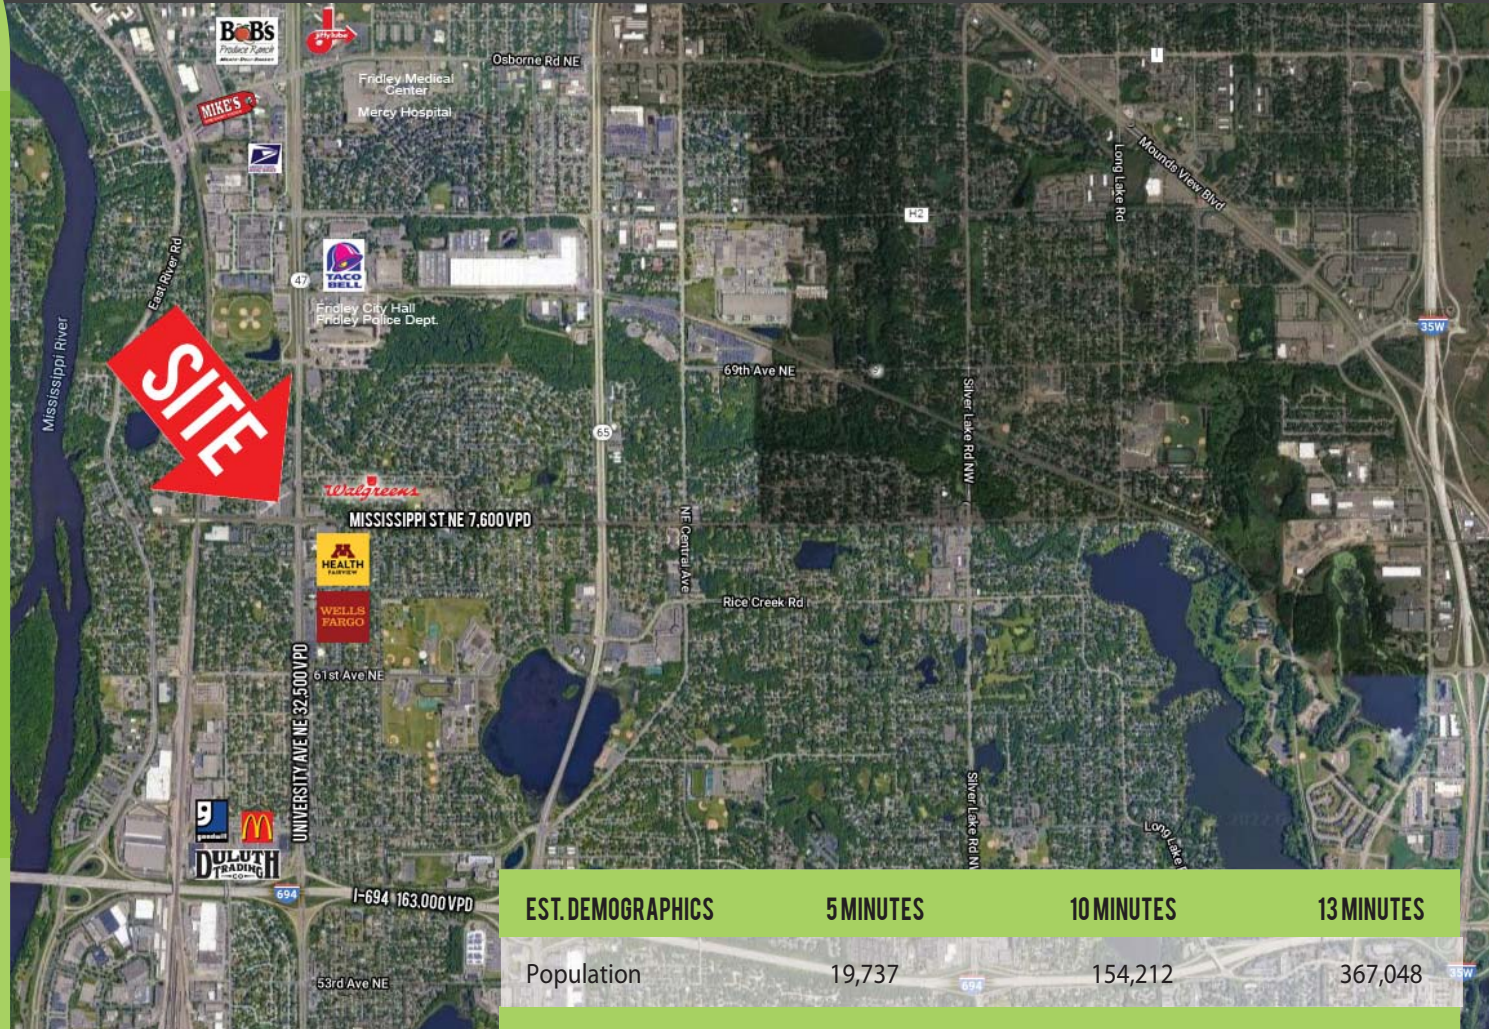 BOB'S
Produce Ranch
jiffy lube
Osborne Rd NE
Fridley Medical
Center
Mercy Hospital
MIKE'S
Long Lake Rd
Mounds View Blvd
H2
East River Rd
47
TACO
BELL
Fridley City Hall
Fridley Police Dept.
Mississippi River
SITE
35W
69th Ave NE
65
Silver Lake Rd NW
Walgreens
MISSISSIPPI ST NE 7,600 VPD
NE Central Ave
M
HEALTH
FAIRVIEW
WELLS
FARGO
Rice Creek Rd
61st Ave NE
UNIVERSITY AVE NE 32,500 VPD
Silver Lake Rd NW
g
goodwill
DULUTH
TRADING
CO
Long Lake
694
I-694 163,000 VPD
53rd Ave NE
EST. DEMOGRAPHICS 5 MINUTES 10 MINUTES 13 MINUTES
Population 19,737 154,212 367,048
694
35W